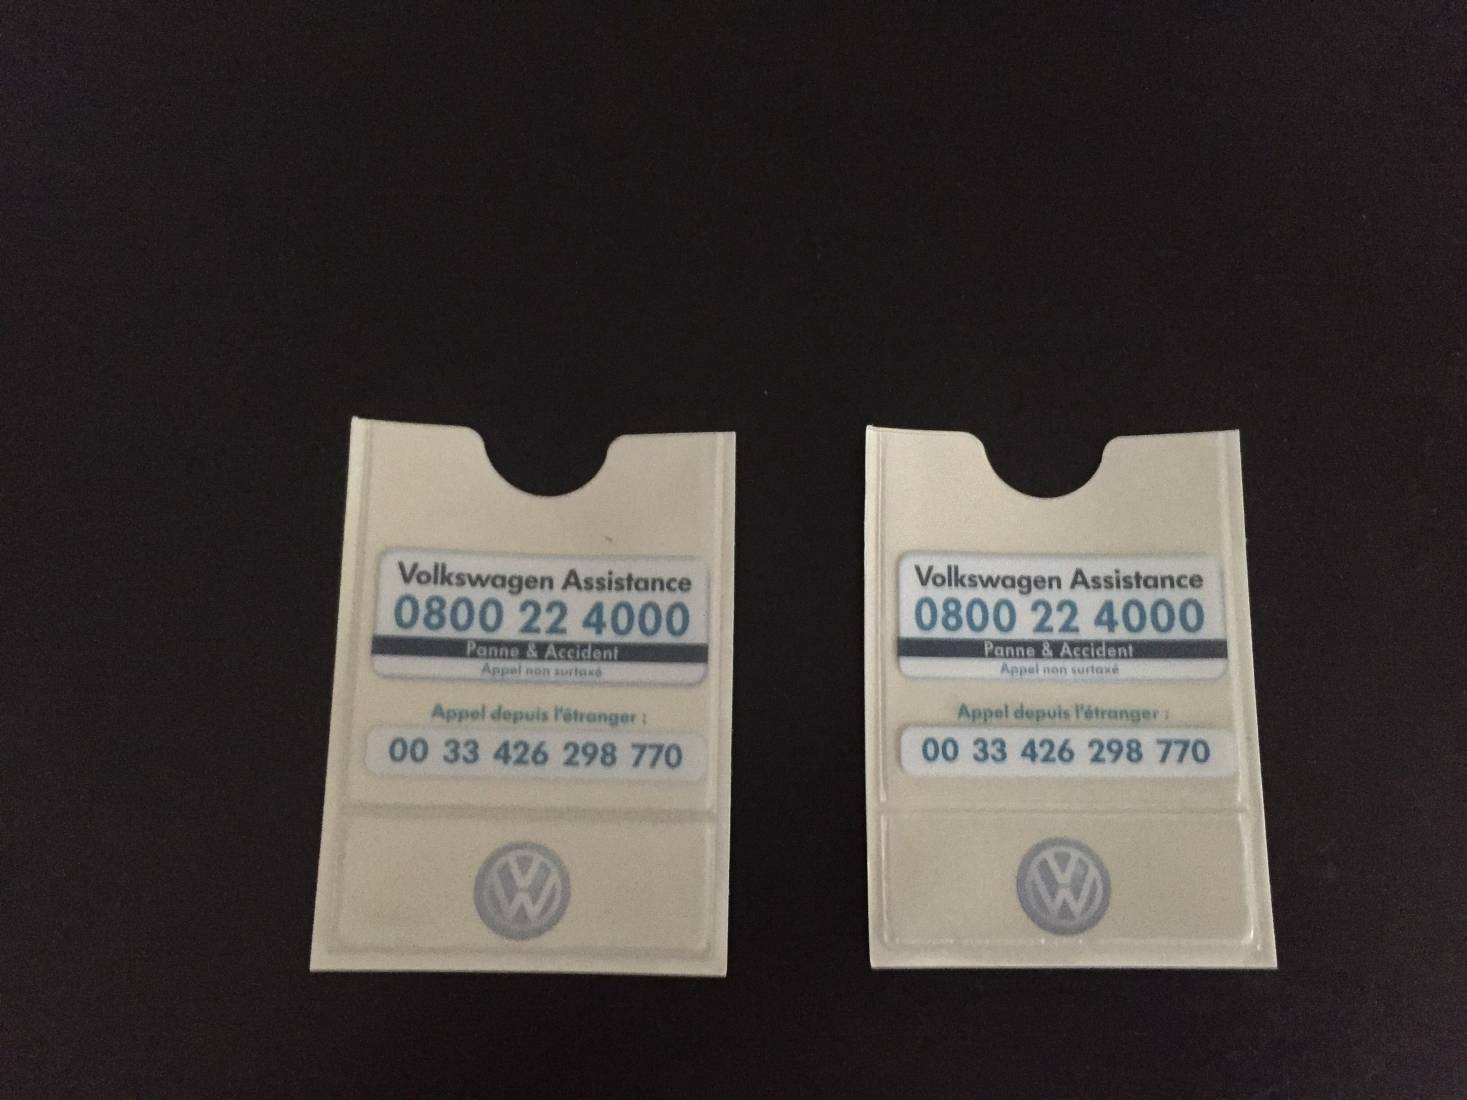 Volkswagen Assistance
0800 22 4000
Panne & Accident
Appel non surtaxé
Appel depuis l'étranger :
00 33 426 298 770
Volkswagen Assistance
0800 22 4000
Panne & Accident
Appel non surtaxé
Appel depuis l'étranger :
00 33 426 298 770